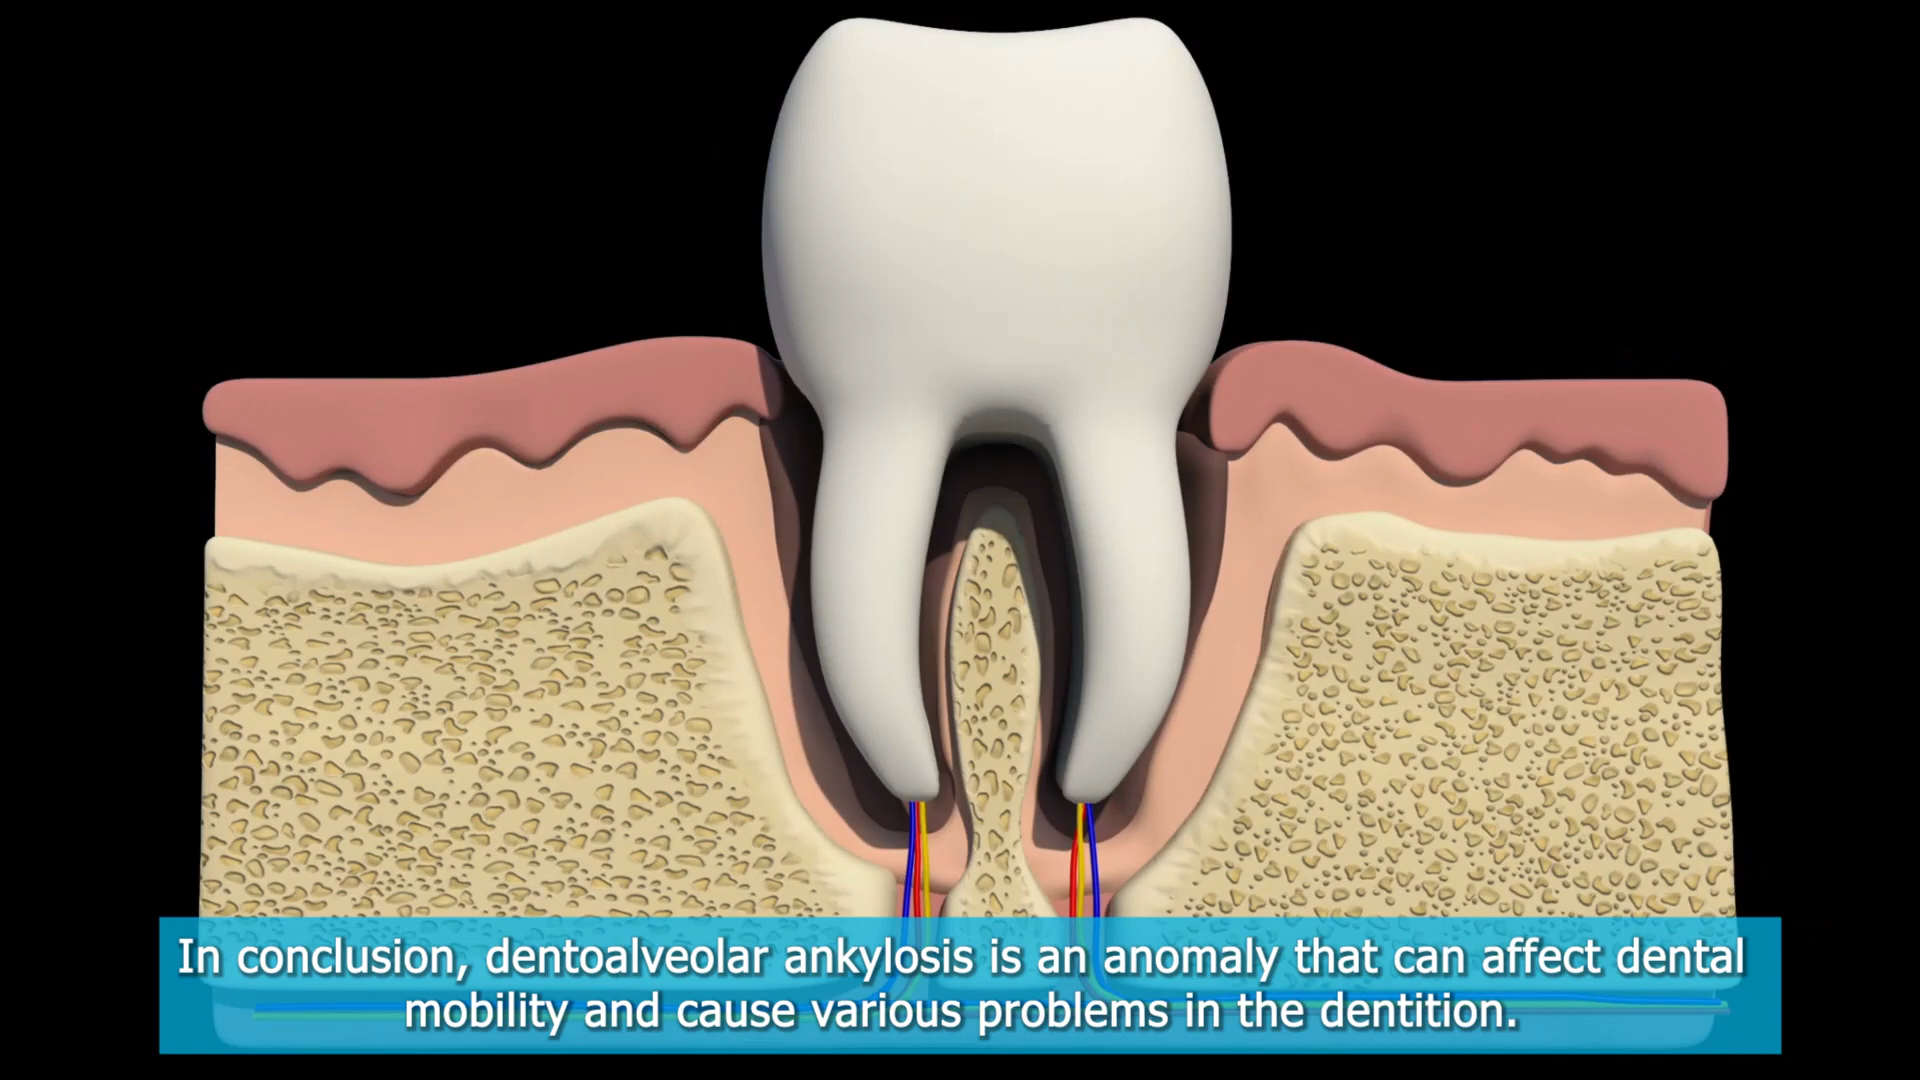 In conclusion, dentoalveolar ankylosis is an anomaly that can affect dental
mobility and cause various problems in the dentition.